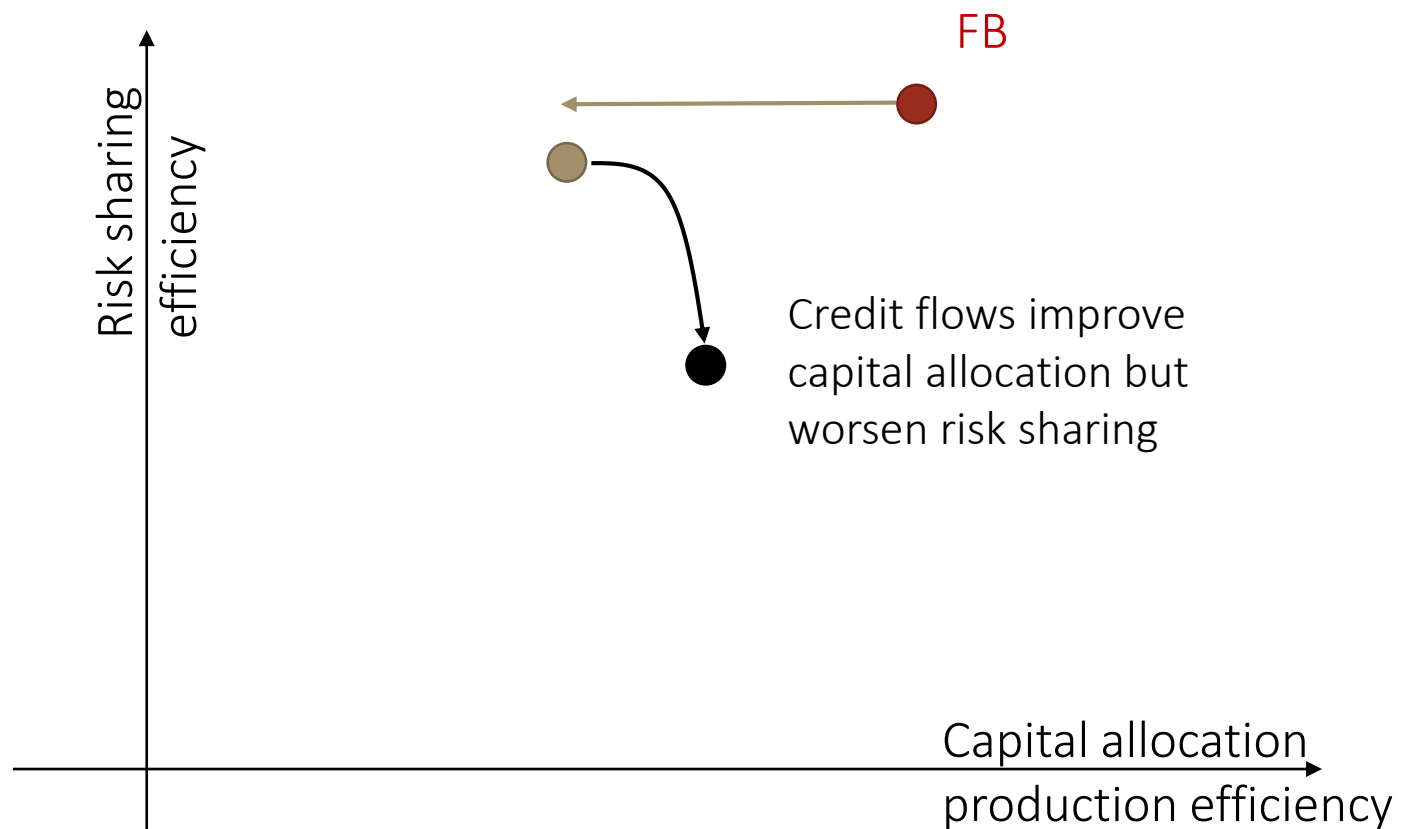 FB
Risk sharing
efficiency
Credit flows improve
capital allocation but
worsen risk sharing
Capital allocation
production efficiency